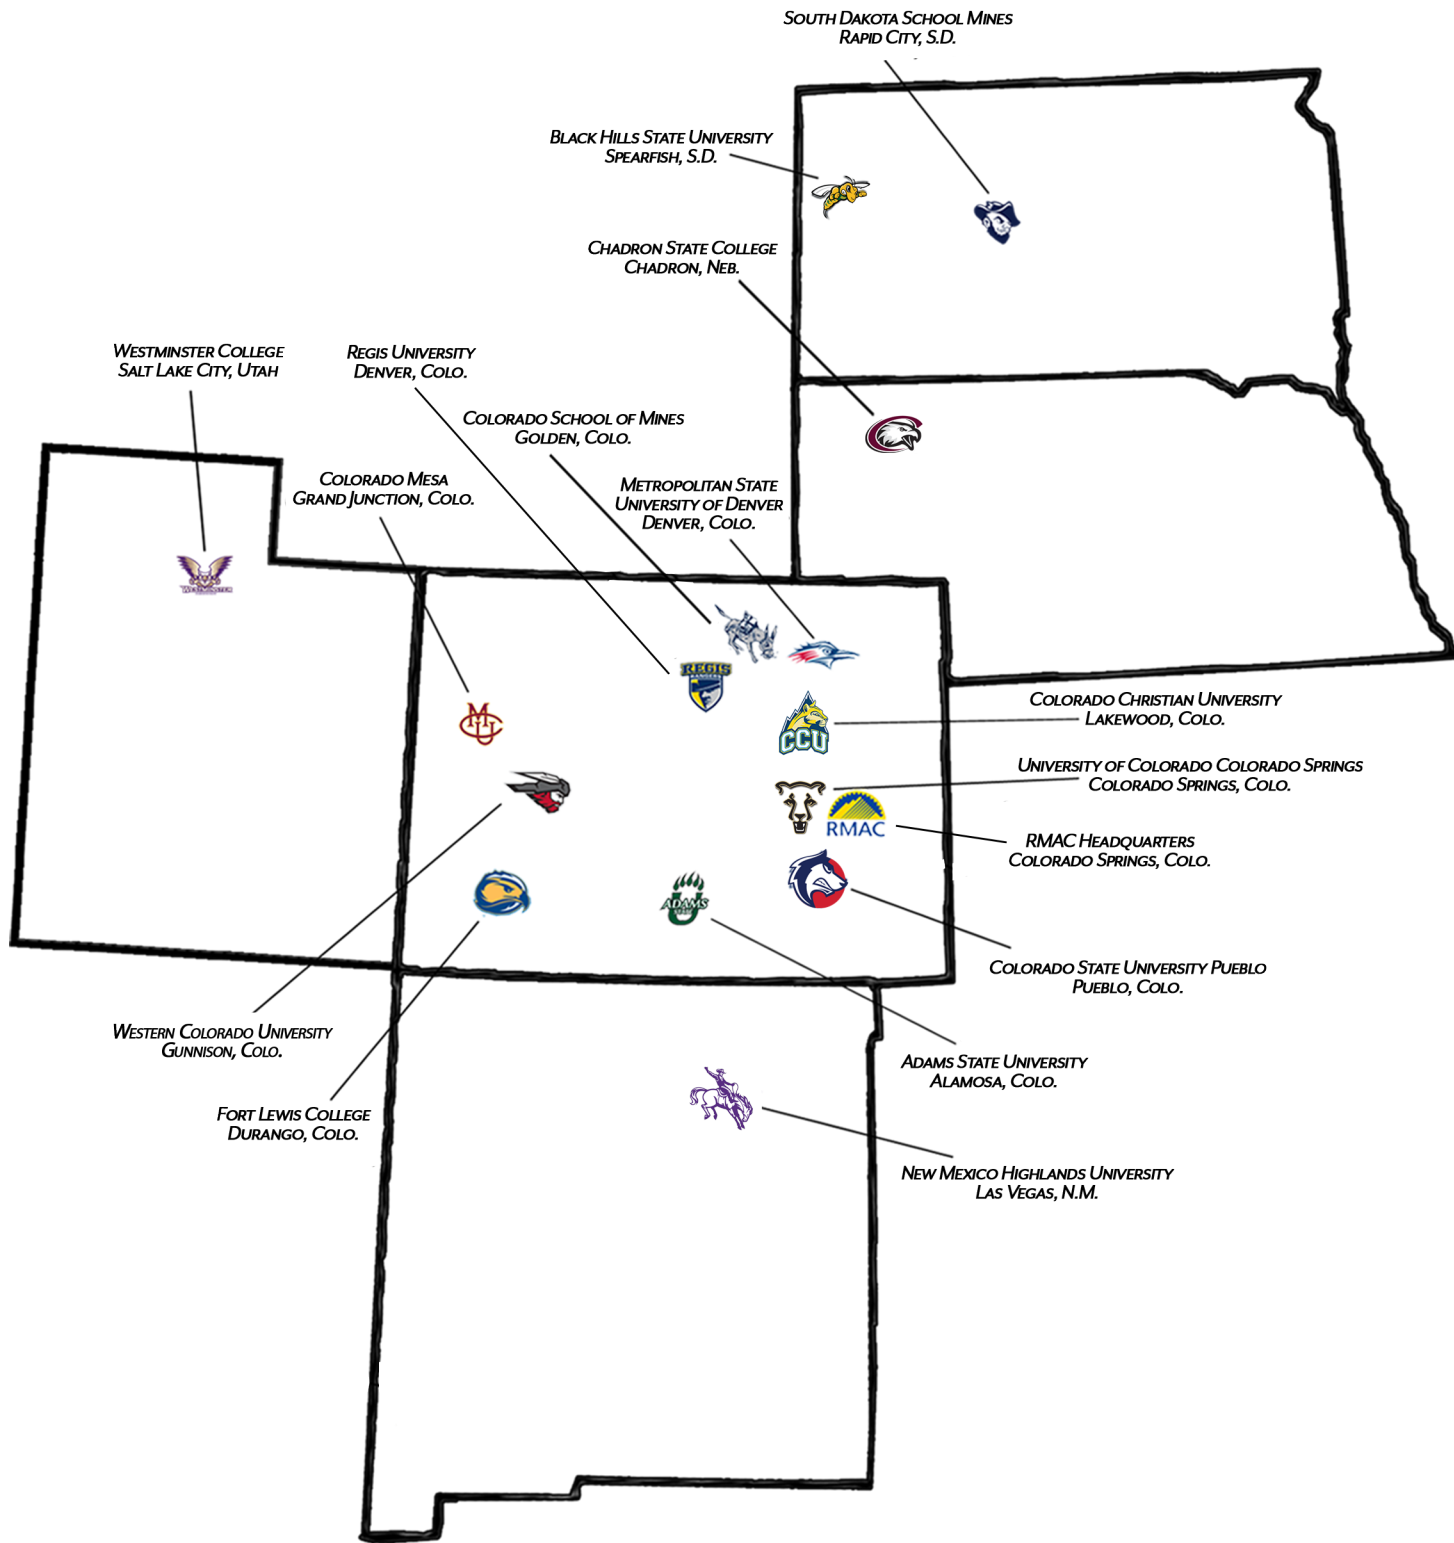 South Dakota School Mines
Rapid City, S.D.
Black Hills State University
Spearfish, S.D.
Chadron State College
Chadron, Neb.
Westminster College
Salt Lake City, Utah
Regis University
Denver, Colo.
Colorado School of Mines
Golden, Colo.
Colorado Mesa
Grand Junction, Colo.
Metropolitan State
University of Denver
Denver, Colo.
Westminster
REGIS
RANGERS
CMU
Colorado Christian University
Lakewood, Colo.
CCU
University of Colorado Colorado Springs
Colorado Springs, Colo.
RMAC
RMAC Headquarters
Colorado Springs, Colo.
ADAMS
STATE
Colorado State University Pueblo
Pueblo, Colo.
Western Colorado University
Gunnison, Colo.
Adams State University
Alamosa, Colo.
Fort Lewis College
Durango, Colo.
New Mexico Highlands University
Las Vegas, N.M.